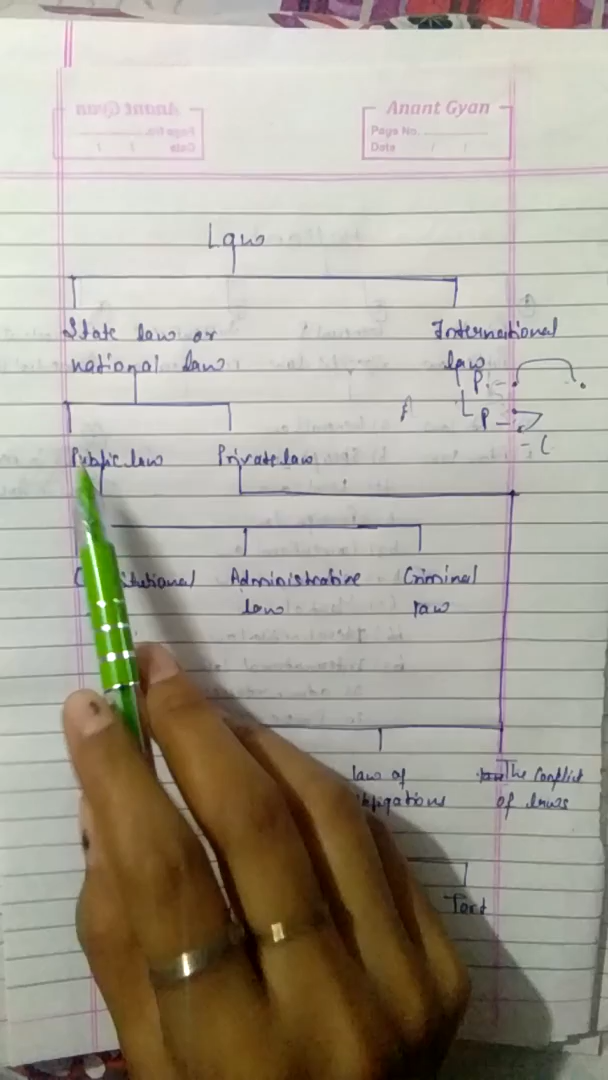 Anant Gyan
Page No.
Date / /
Law
State law or
national law
International
law
P.
P
Public law
Private law
Administrative
law
Criminal
law
law of
The Conflict
of laws
Tort